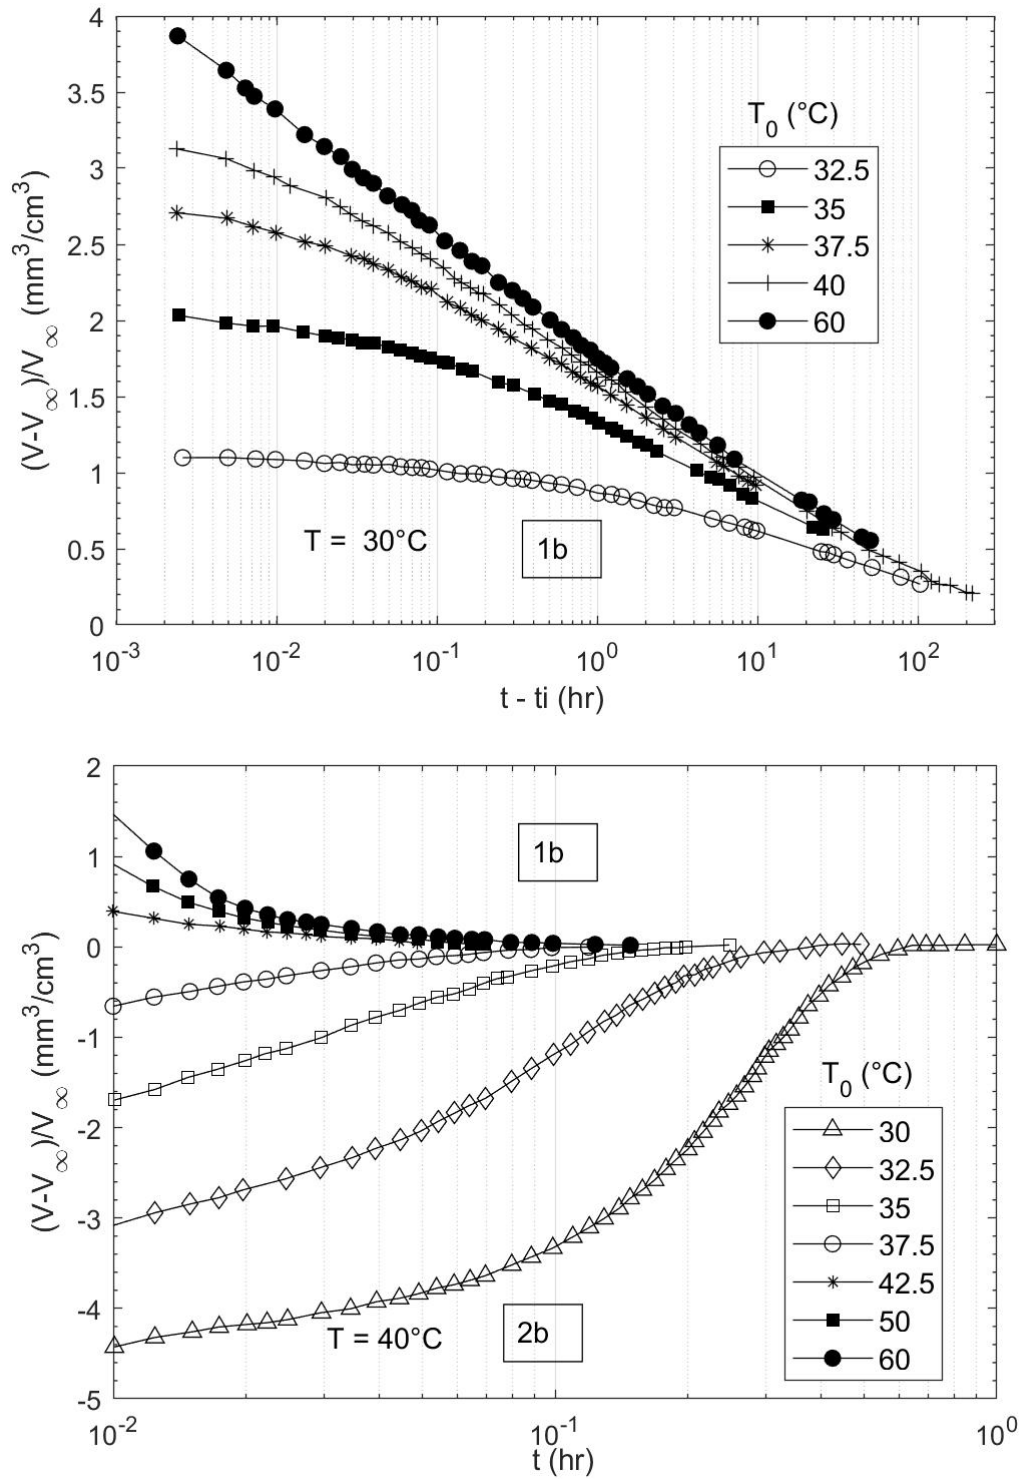 4
3.5
3
2.5
2
1.5
1
0.5
0
(V-V∞)/V∞ (mm³/cm³)
T₀ (°C)
32.5
35
37.5
40
60
T = 30°C
1b
10⁻³ 10⁻² 10⁻¹ 10⁰ 10¹ 10²
t - ti (hr)
2
1
0
-1
-2
-3
-4
-5
(V-V∞)/V∞ (mm³/cm³)
1b
T₀ (°C)
30
32.5
35
37.5
42.5
50
60
T = 40°C
2b
10⁻² 10⁻¹ 10⁰
t (hr)